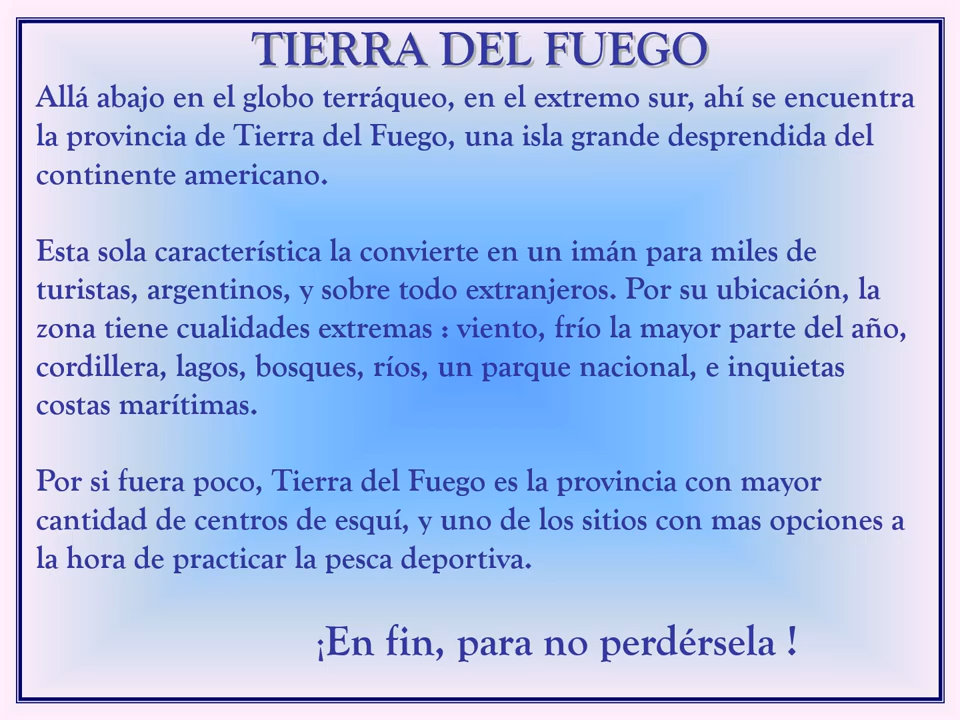 TIERRA DEL FUEGO
Allá abajo en el globo terráqueo, en el extremo sur, ahí se encuentra
la provincia de Tierra del Fuego, una isla grande desprendida del
continente americano.
Esta sola característica la convierte en un imán para miles de
turistas, argentinos, y sobre todo extranjeros. Por su ubicación, la
zona tiene cualidades extremas : viento, frío la mayor parte del año,
cordillera, lagos, bosques, ríos, un parque nacional, e inquietas
costas marítimas.
Por si fuera poco, Tierra del Fuego es la provincia con mayor
cantidad de centros de esquí, y uno de los sitios con mas opciones a
la hora de practicar la pesca deportiva.
¡En fin, para no perdérsela !